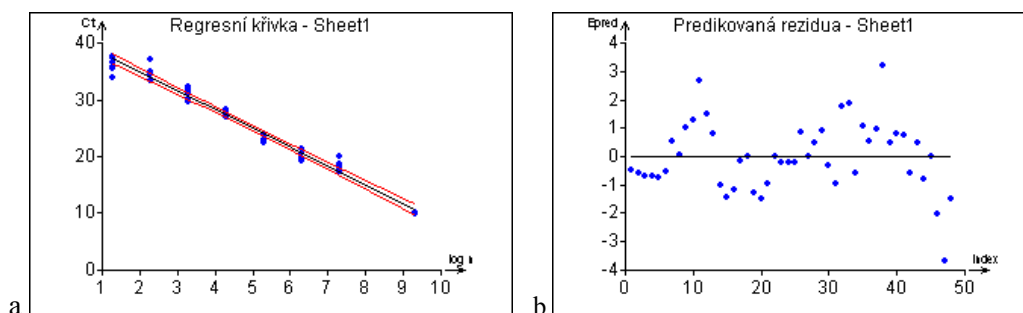 Regresní křivka - Sheet1
Ct
40
30
20
10
0
1 2 3 4 5 6 7 8 9 10
log n
a
Predikovaná rezidua - Sheet1
Epred
4
3
2
1
0
-1
-2
-3
-4
0 10 20 30 40 50
Index
b